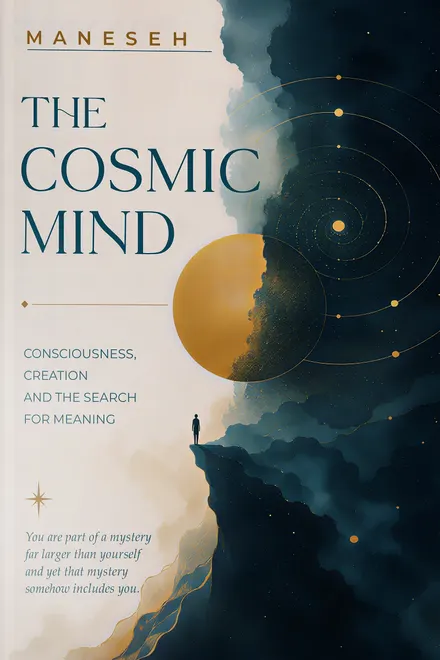 MANESEH
THE
COSMIC
MIND
CONSCIOUSNESS,
CREATION
AND THE SEARCH
FOR MEANING
You are part of a mystery
far larger than yourself
and yet that mystery
somehow includes you.